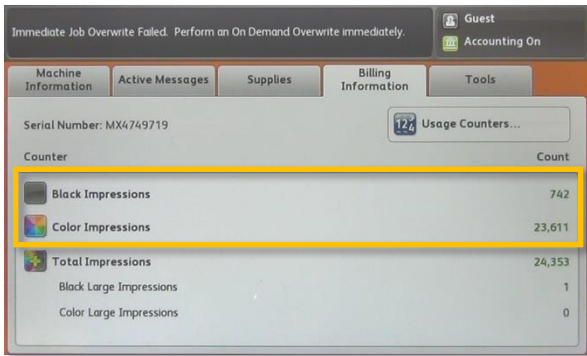 Immediate Job Overwrite Failed. Perform an On Demand Overwrite immediately.
Guest
Accounting On
Machine Information
Active Messages
Supplies
Billing Information
Tools
Serial Number: MX4749719
123 Usage Counters...
Counter Count
Black Impressions 742
Color Impressions 23,611
Total Impressions 24,353
Black Large Impressions 1
Color Large Impressions 0